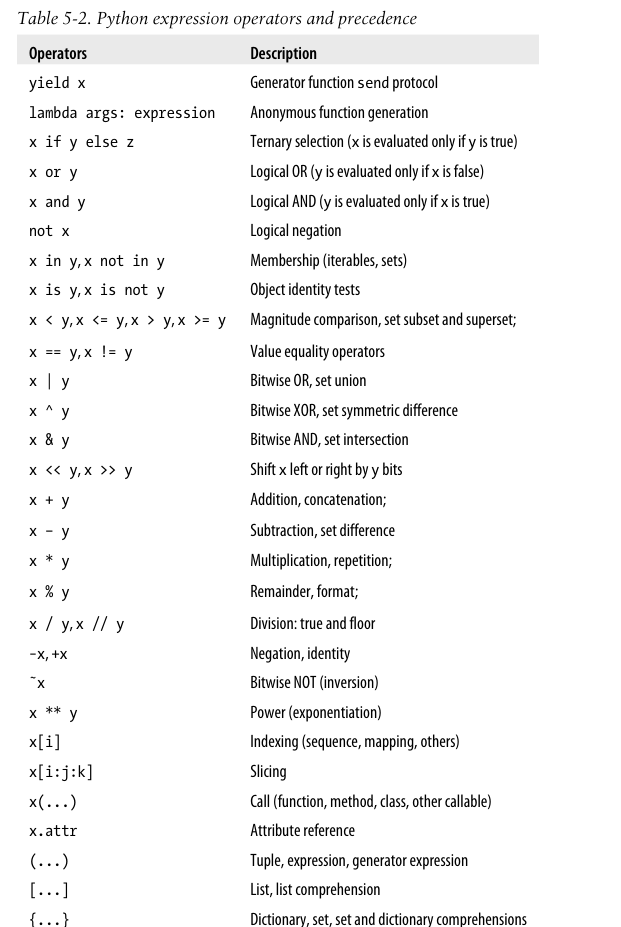 Table 5-2. Python expression operators and precedence
Operators Description
yield x Generator function send protocol
lambda args: expression Anonymous function generation
x if y else z Ternary selection (x is evaluated only if y is true)
x or y Logical OR (y is evaluated only if x is false)
x and y Logical AND (y is evaluated only if x is true)
not x Logical negation
x in y, x not in y Membership (iterables, sets)
x is y, x is not y Object identity tests
x < y, x <= y, x > y, x >= y Magnitude comparison, set subset and superset;
x == y, x != y Value equality operators
x | y Bitwise OR, set union
x ^ y Bitwise XOR, set symmetric difference
x & y Bitwise AND, set intersection
x << y, x >> y Shift x left or right by y bits
x + y Addition, concatenation;
x – y Subtraction, set difference
x * y Multiplication, repetition;
x % y Remainder, format;
x / y, x // y Division: true and floor
−x, +x Negation, identity
~x Bitwise NOT (inversion)
x ** y Power (exponentiation)
x[i] Indexing (sequence, mapping, others)
x[i:j:k] Slicing
x(...) Call (function, method, class, other callable)
x.attr Attribute reference
(...) Tuple, expression, generator expression
[...] List, list comprehension
{...} Dictionary, set, set and dictionary comprehensions